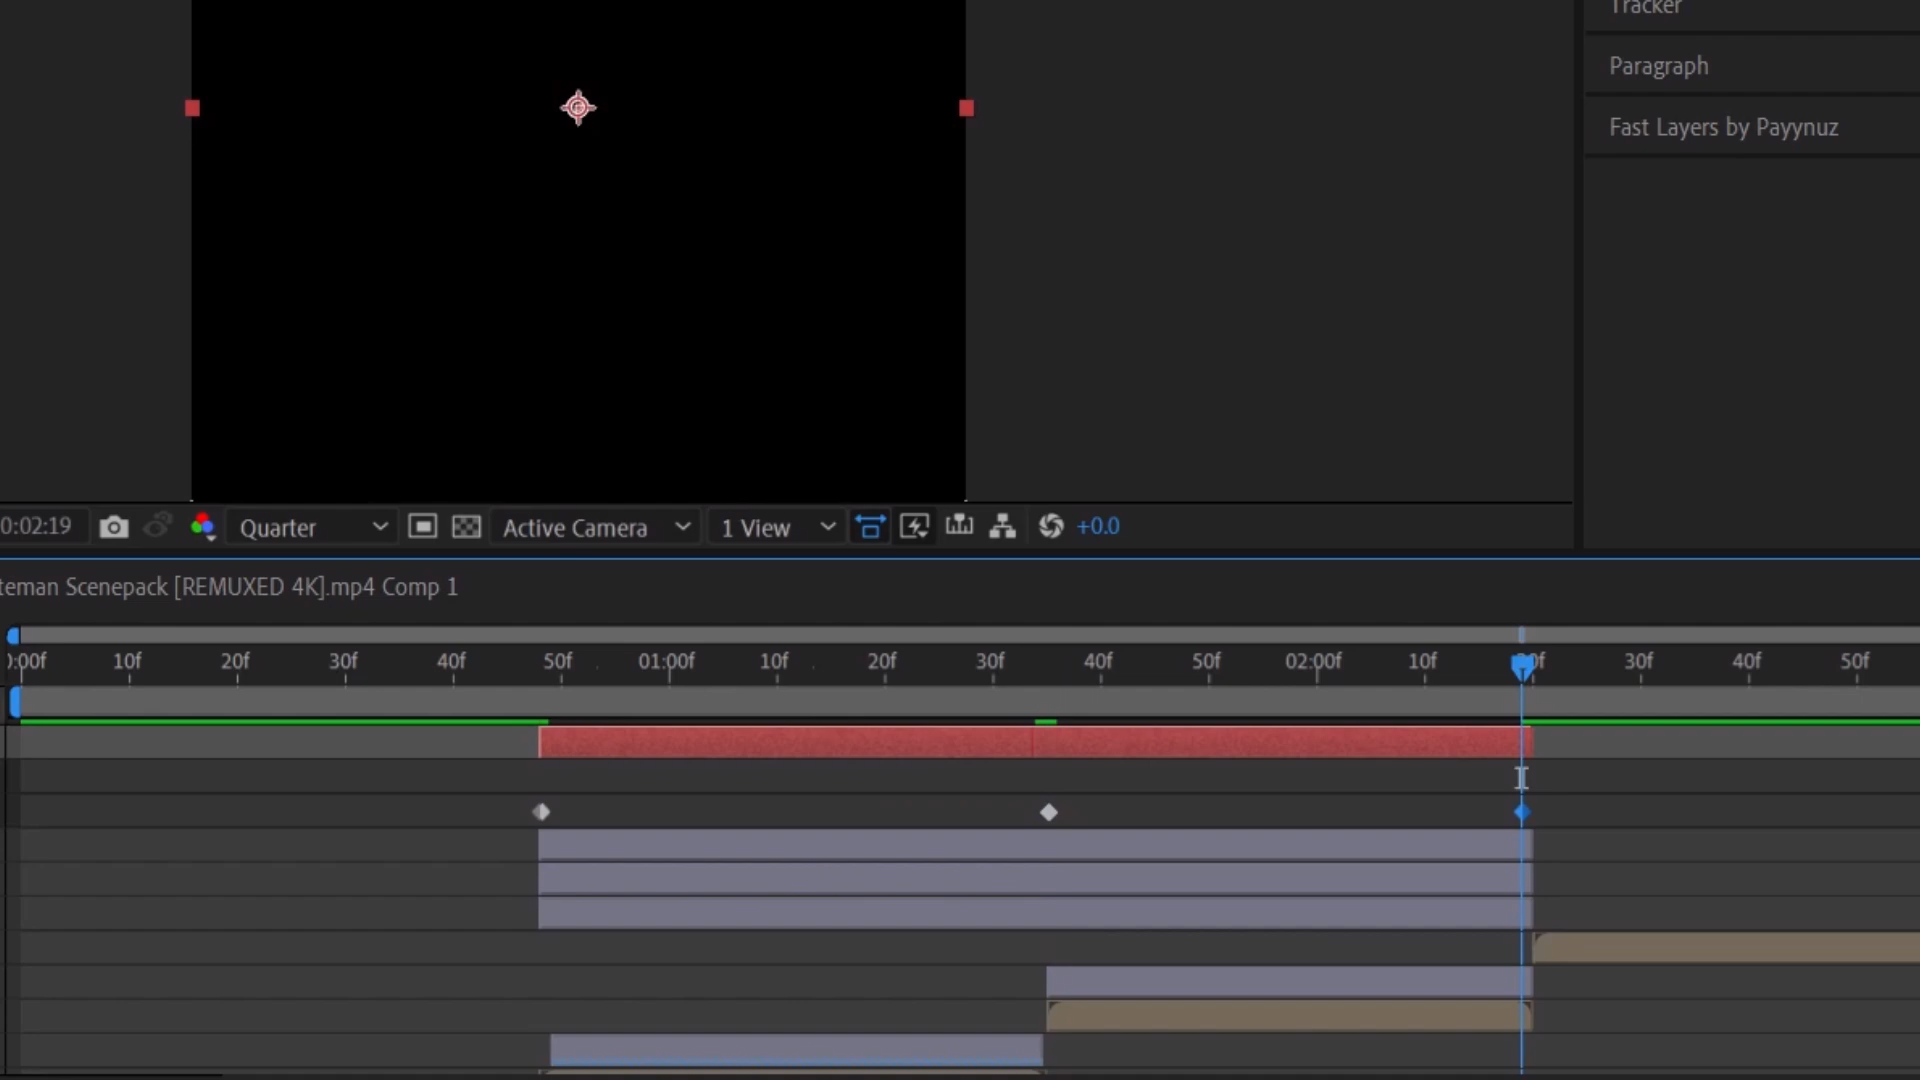 Tracker
Paragraph
Fast Layers by Payynuz
0:02:19 Quarter Active Camera 1 View +0.0
teman Scenepack [REMUXED 4K].mp4 Comp 1
:00f 10f 20f 30f 40f 50f 01:00f 10f 20f 30f 40f 50f 02:00f 10f 20f 30f 40f 50f